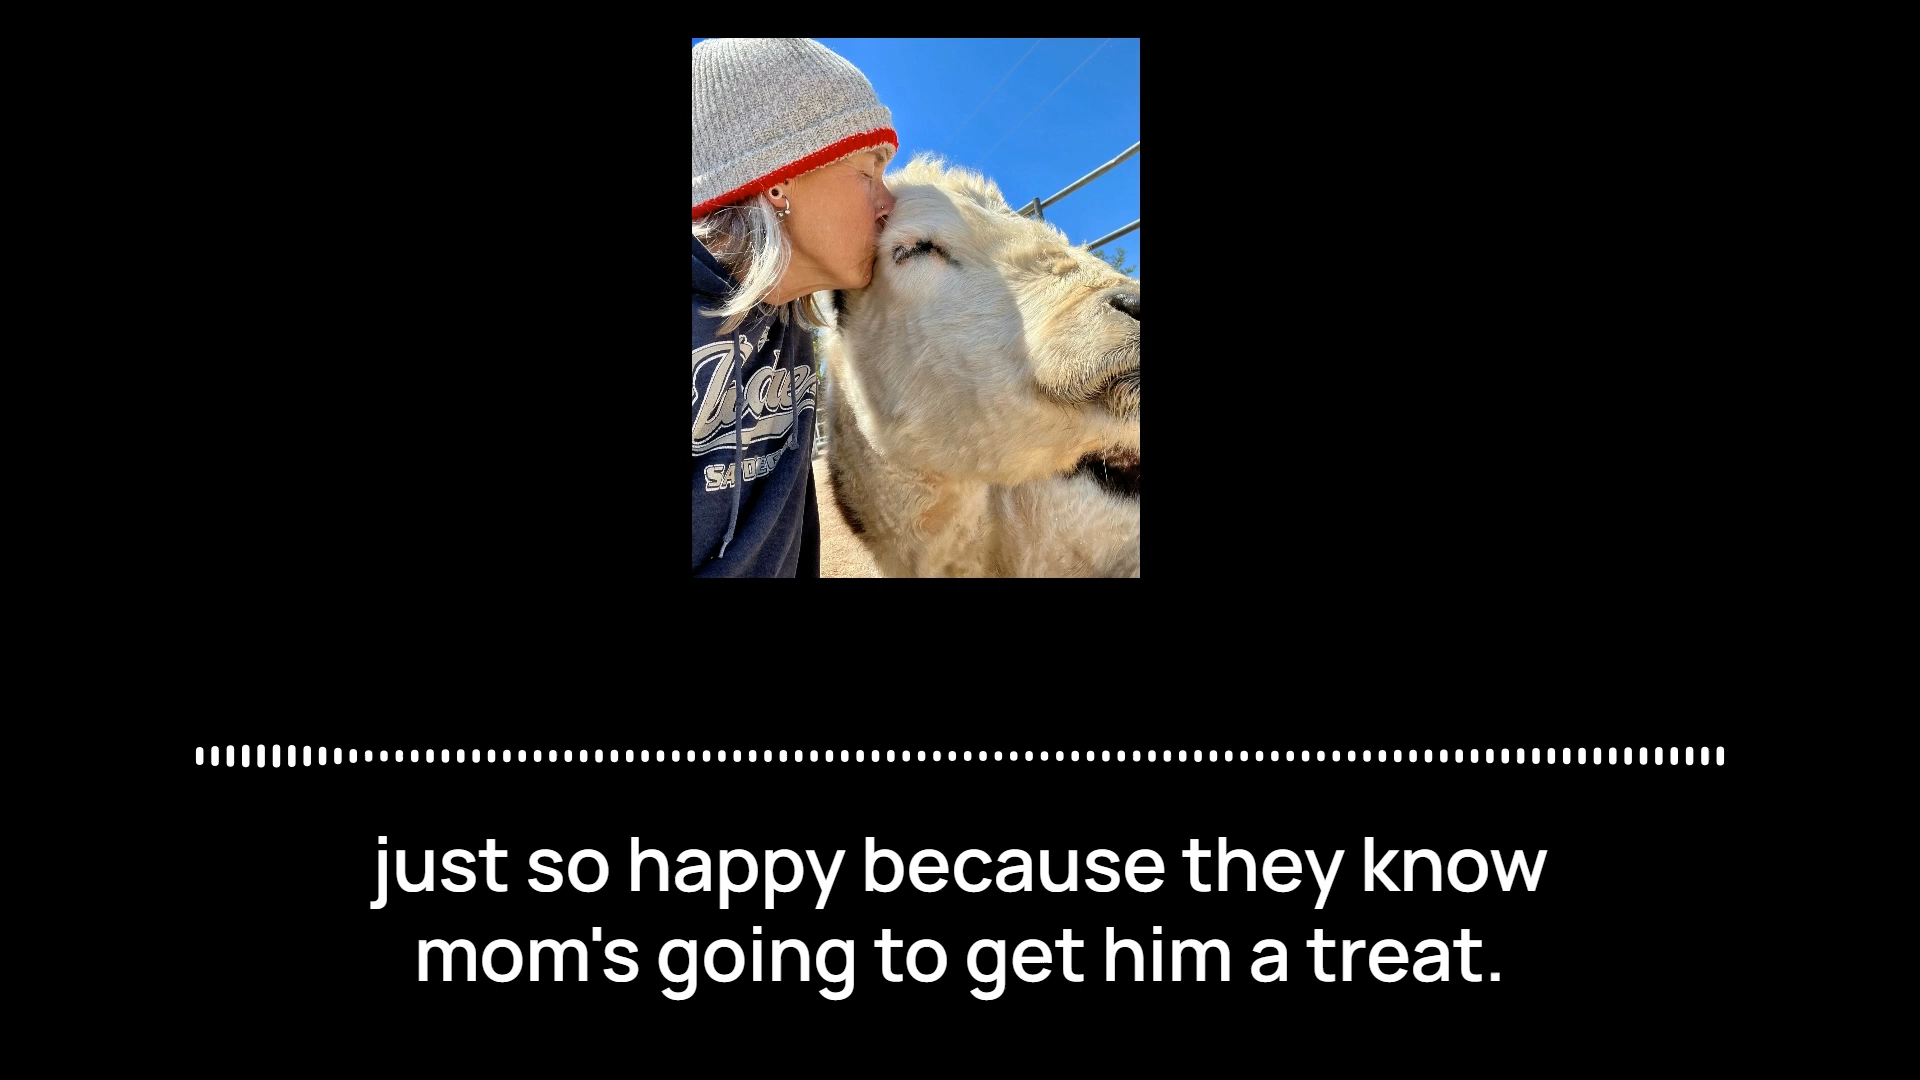 just so happy because they know
mom's going to get him a treat.